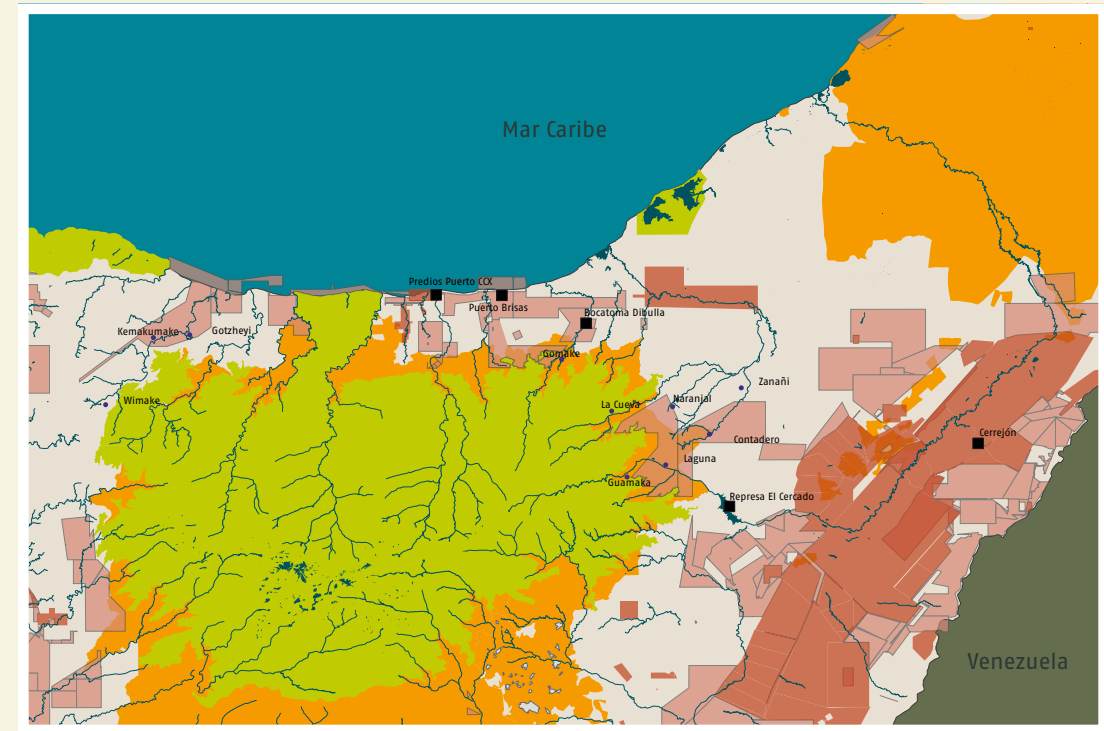 Mar Caribe
Predios Puerto CCX
Puerto Brisas
Bocatoma Dibulla
Kemakumake
Gotzheyi
Gomake
Zanañi
Wimake
La Cueva
Naranjal
Cerrejón
Contadero
Laguna
Guamaka
Represa El Cercado
Venezuela